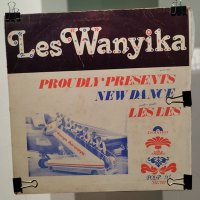 Les Wanyika
PROUDLY PRESENTS
NEW DANCE
LES LES